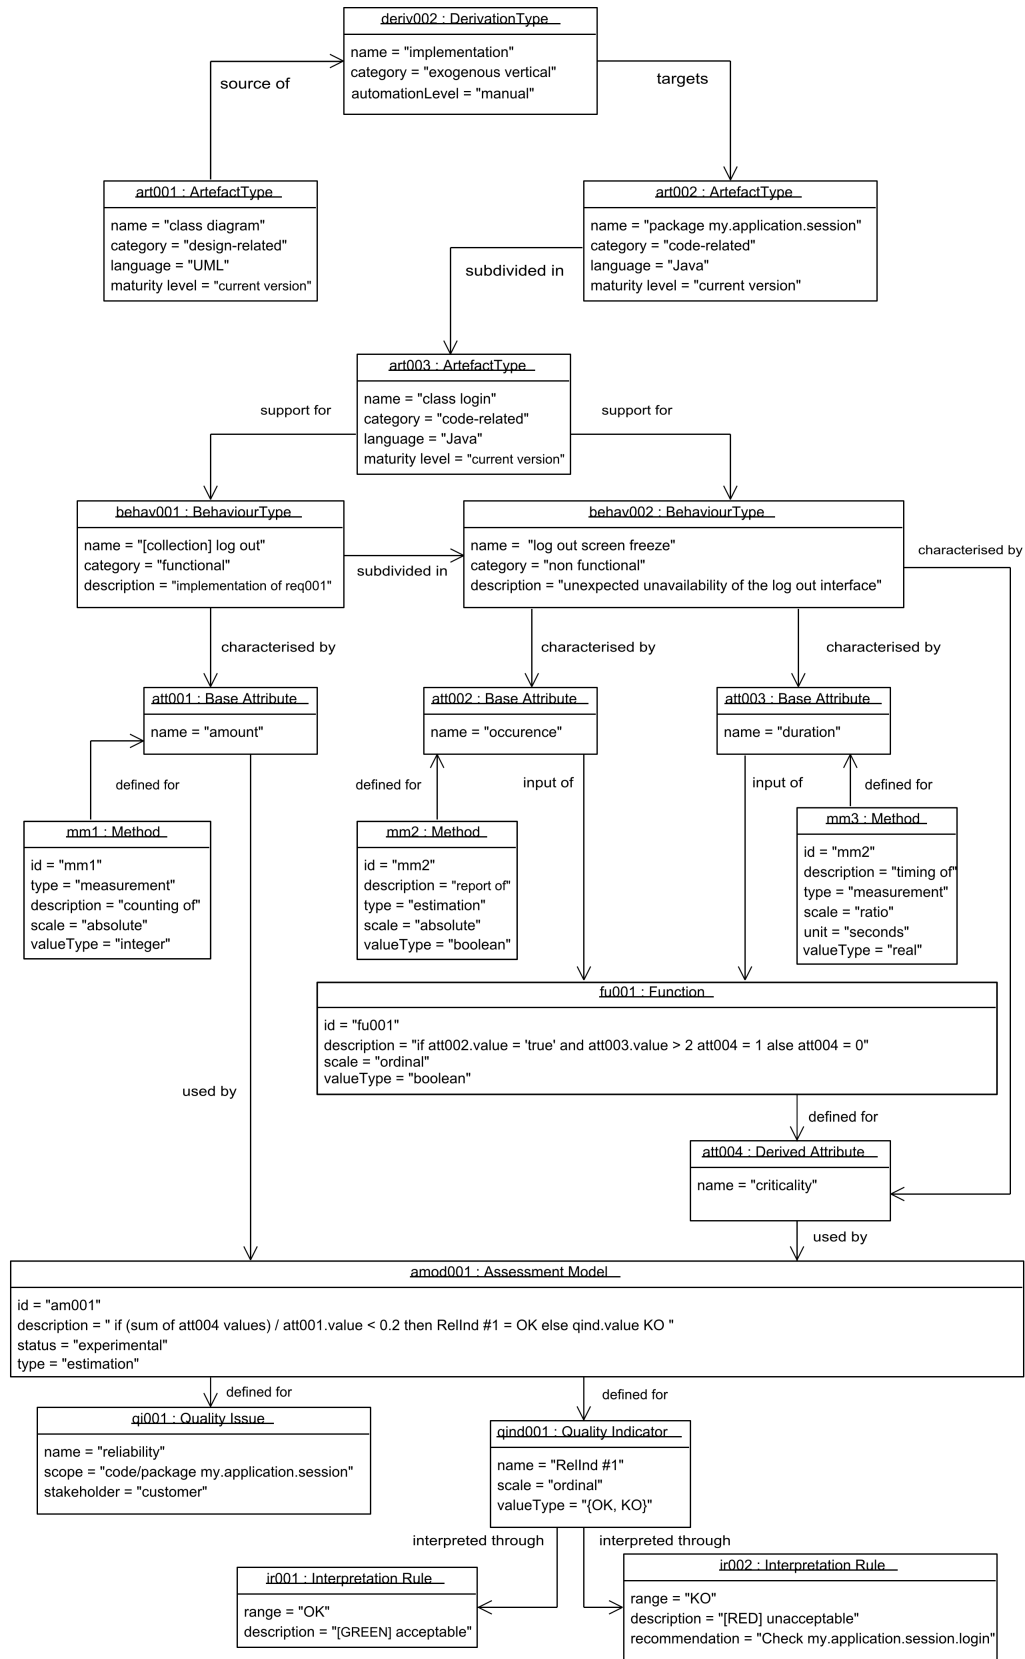 deriv002 : DerivationType
name = "implementation"
category = "exogenous vertical"
automationLevel = "manual"
source of
targets
art001 : ArtefactType
name = "class diagram"
category = "design-related"
language = "UML"
maturity level = "current version"
art002 : ArtefactType
name = "package my.application.session"
category = "code-related"
language = "Java"
maturity level = "current version"
subdivided in
art003 : ArtefactType
name = "class login"
category = "code-related"
language = "Java"
maturity level = "current version"
support for
support for
behav001 : BehaviourType
name = "[collection] log out"
category = "functional"
description = "implementation of req001"
subdivided in
behav002 : BehaviourType
name =  "log out screen freeze"
category = "non functional"
description = "unexpected unavailability of the log out interface"
characterised by
characterised by
characterised by
characterised by
att001 : Base Attribute
name = "amount"
att002 : Base Attribute
name = "occurence"
att003 : Base Attribute
name = "duration"
defined for
defined for
input of
input of
defined for
mm1 : Method
id = "mm1"
type = "measurement"
description = "counting of"
scale = "absolute"
valueType = "integer"
mm2 : Method
id = "mm2"
description = "report of"
type = "estimation"
scale = "absolute"
valueType = "boolean"
mm3 : Method
id = "mm2"
description = "timing of"
type = "measurement"
scale = "ratio"
unit = "seconds"
valueType = "real"
fu001 : Function
id = "fu001"
description = "if att002.value = 'true' and att003.value > 2 att004 = 1 alse att004 = 0"
scale = "ordinal"
valueType = "boolean"
used by
defined for
att004 : Derived Attribute
name = "criticality"
used by
amod001 : Assessment Model
id = "am001"
description = " if (sum of att004 values) / att001.value < 0.2 then RelInd #1 = OK else qind.value KO "
status = "experimental"
type = "estimation"
defined for
defined for
qi001 : Quality Issue
name = "reliability"
scope = "code/package my.application.session"
stakeholder = "customer"
qind001 : Quality Indicator
name = "RelInd #1"
scale = "ordinal"
valueType = "{OK, KO}"
interpreted through
interpreted through
ir001 : Interpretation Rule
range = "OK"
description = "[GREEN] acceptable"
ir002 : Interpretation Rule
range = "KO"
description = "[RED] unacceptable"
recommendation = "Check my.application.session.login"